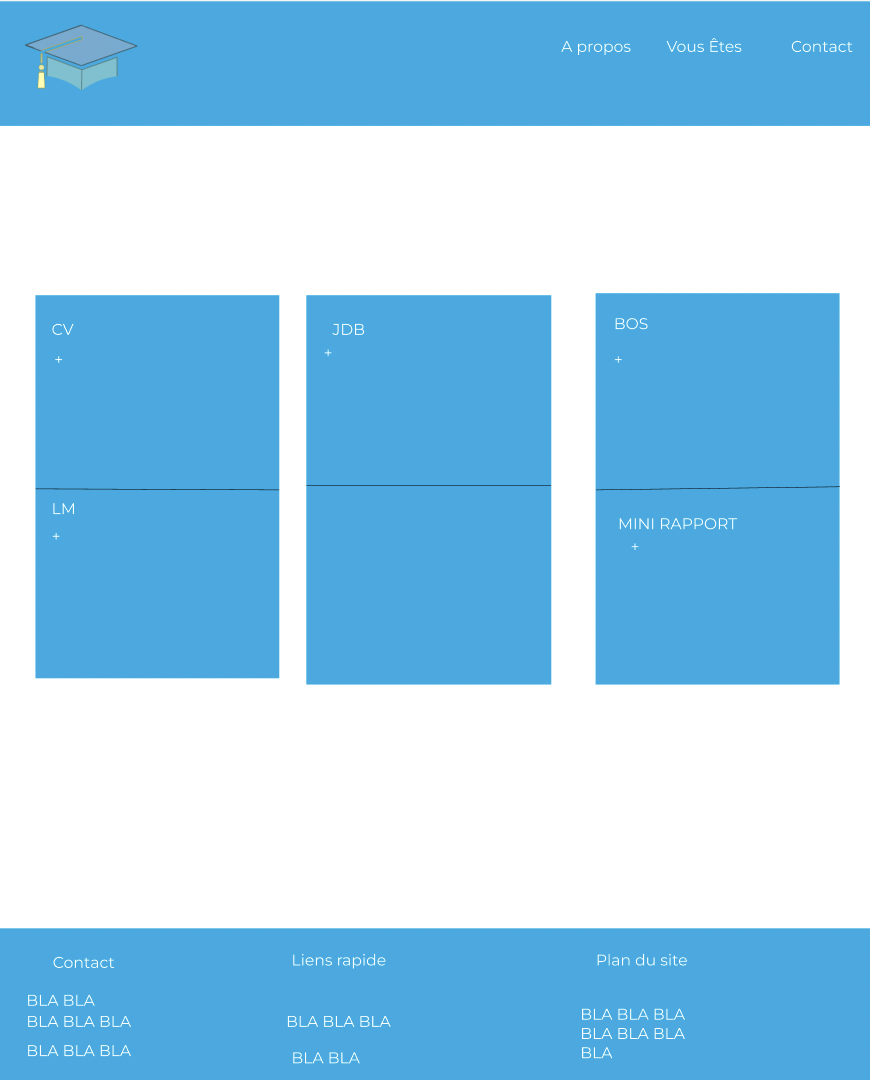 A propos
Vous Êtes
Contact
CV
+
LM
+
JDB
+
BOS
+
MINI RAPPORT
+
Contact
BLA BLA
BLA BLA BLA
BLA BLA BLA
Liens rapide
BLA BLA BLA
BLA BLA
Plan du site
BLA BLA BLA
BLA BLA BLA
BLA